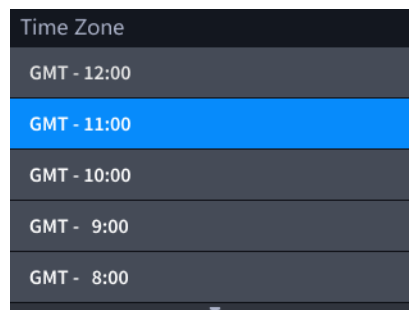 Time Zone
GMT - 12:00
GMT - 11:00
GMT - 10:00
GMT -  9:00
GMT -  8:00